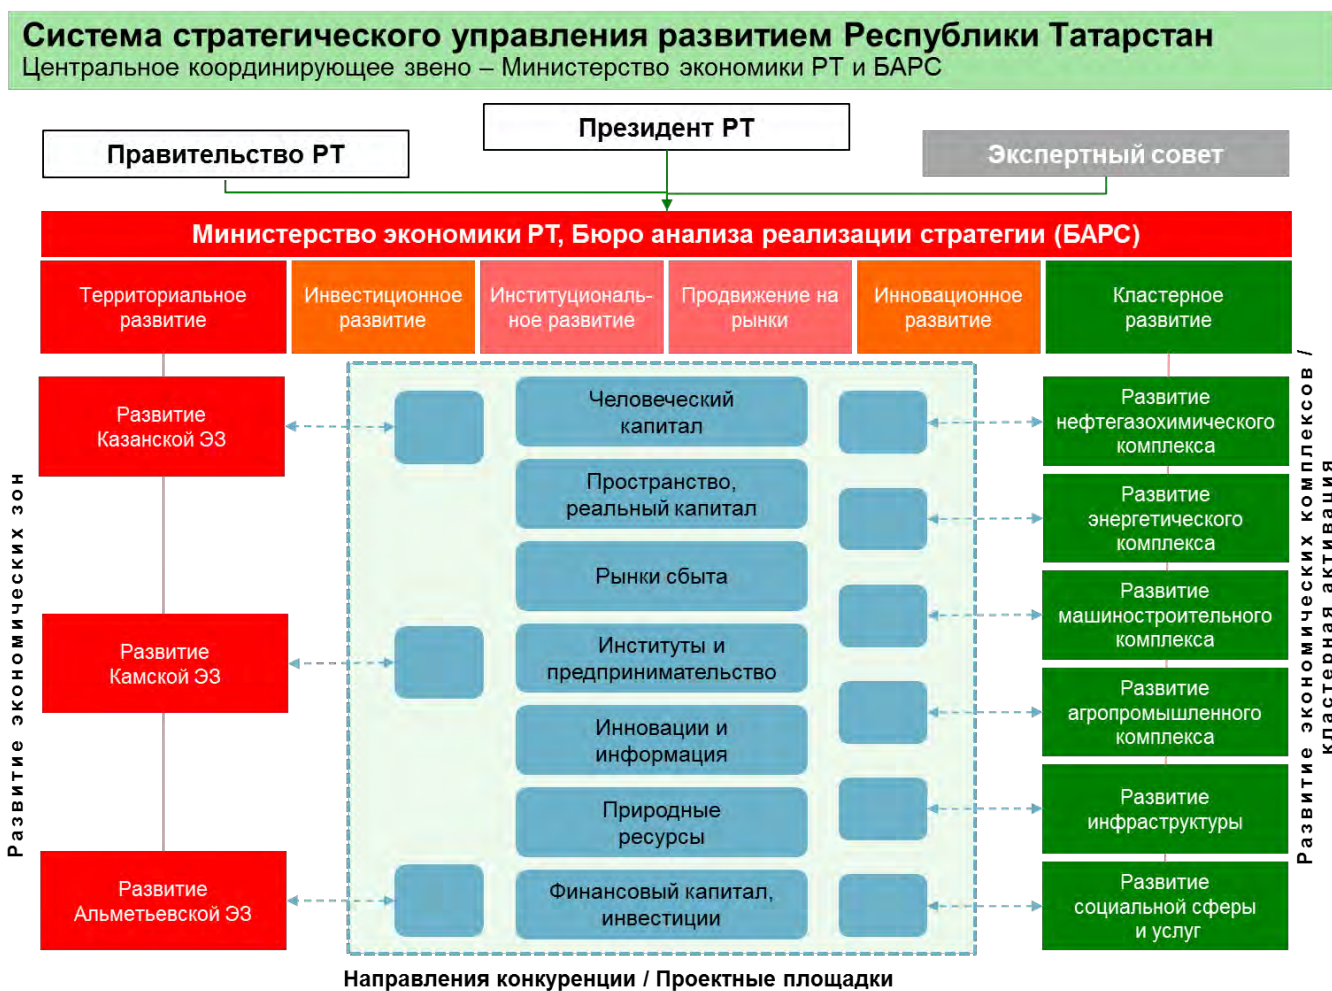 Система стратегического управления развитием Республики Татарстан
Центральное координирующее звено – Министерство экономики РТ и БАРС
Президент РТ
Правительство РТ
Экспертный совет
Министерство экономики РТ, Бюро анализа реализации стратегии (БАРС)
Территориальное
развитие
Инвестиционное
развитие
Институциональ-
ное развитие
Продвижение на
рынки
Инновационное
развитие
Кластерное
развитие
Развитие экономических зон
Развитие
Казанской ЭЗ
Развитие
Камской ЭЗ
Развитие
Альметьевской ЭЗ
Человеческий
капитал
Пространство,
реальный капитал
Рынки сбыта
Институты и
предпринимательство
Инновации и
информация
Природные
ресурсы
Финансовый капитал,
инвестиции
Развитие
нефтегазохимического
комплекса
Развитие
энергетического
комплекса
Развитие
машиностроительного
комплекса
Развитие
агропромышленного
комплекса
Развитие
инфраструктуры
Развитие
социальной сферы
и услуг
Развитие экономических комплексов /
кластерная активация
Направления конкуренции / Проектные площадки